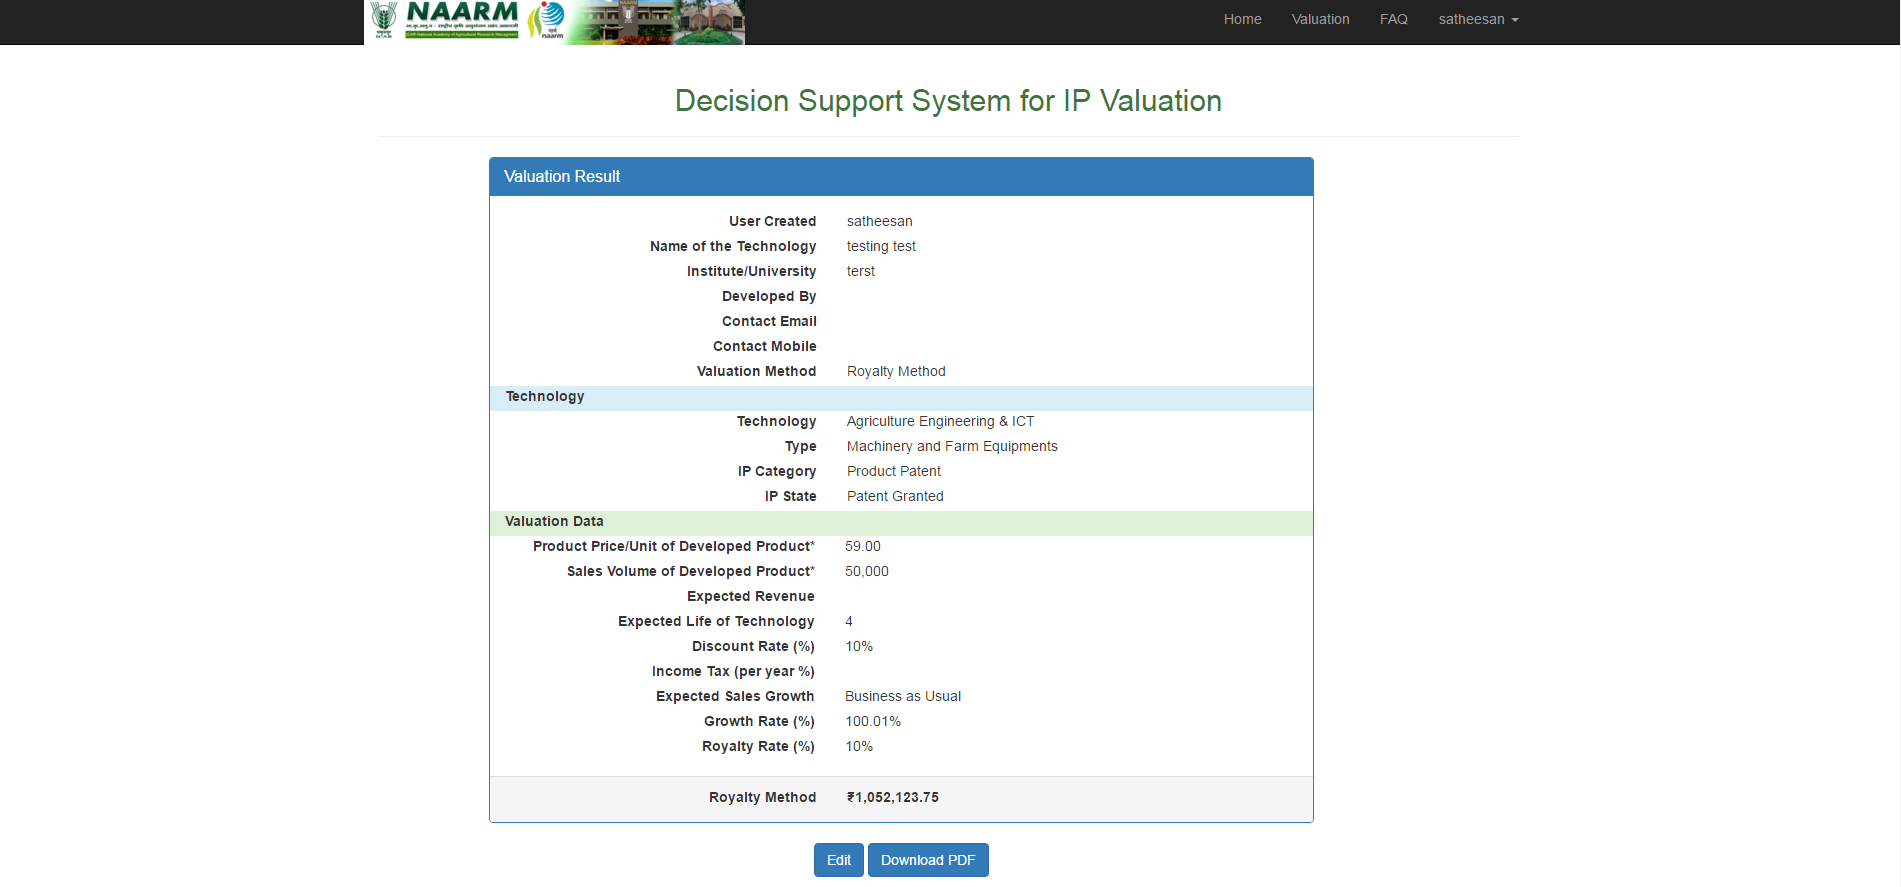 NAARM
ICAR
naarm
Home Valuation FAQ satheesan
Decision Support System for IP Valuation
Valuation Result
User Created satheesan
Name of the Technology testing test
Institute/University terst
Developed By
Contact Email
Contact Mobile
Valuation Method Royalty Method
Technology
Technology Agriculture Engineering & ICT
Type Machinery and Farm Equipments
IP Category Product Patent
IP State Patent Granted
Valuation Data
Product Price/Unit of Developed Product* 59.00
Sales Volume of Developed Product* 50,000
Expected Revenue
Expected Life of Technology 4
Discount Rate (%) 10%
Income Tax (per year %)
Expected Sales Growth Business as Usual
Growth Rate (%) 100.01%
Royalty Rate (%) 10%
Royalty Method ₹1,052,123.75
Edit Download PDF